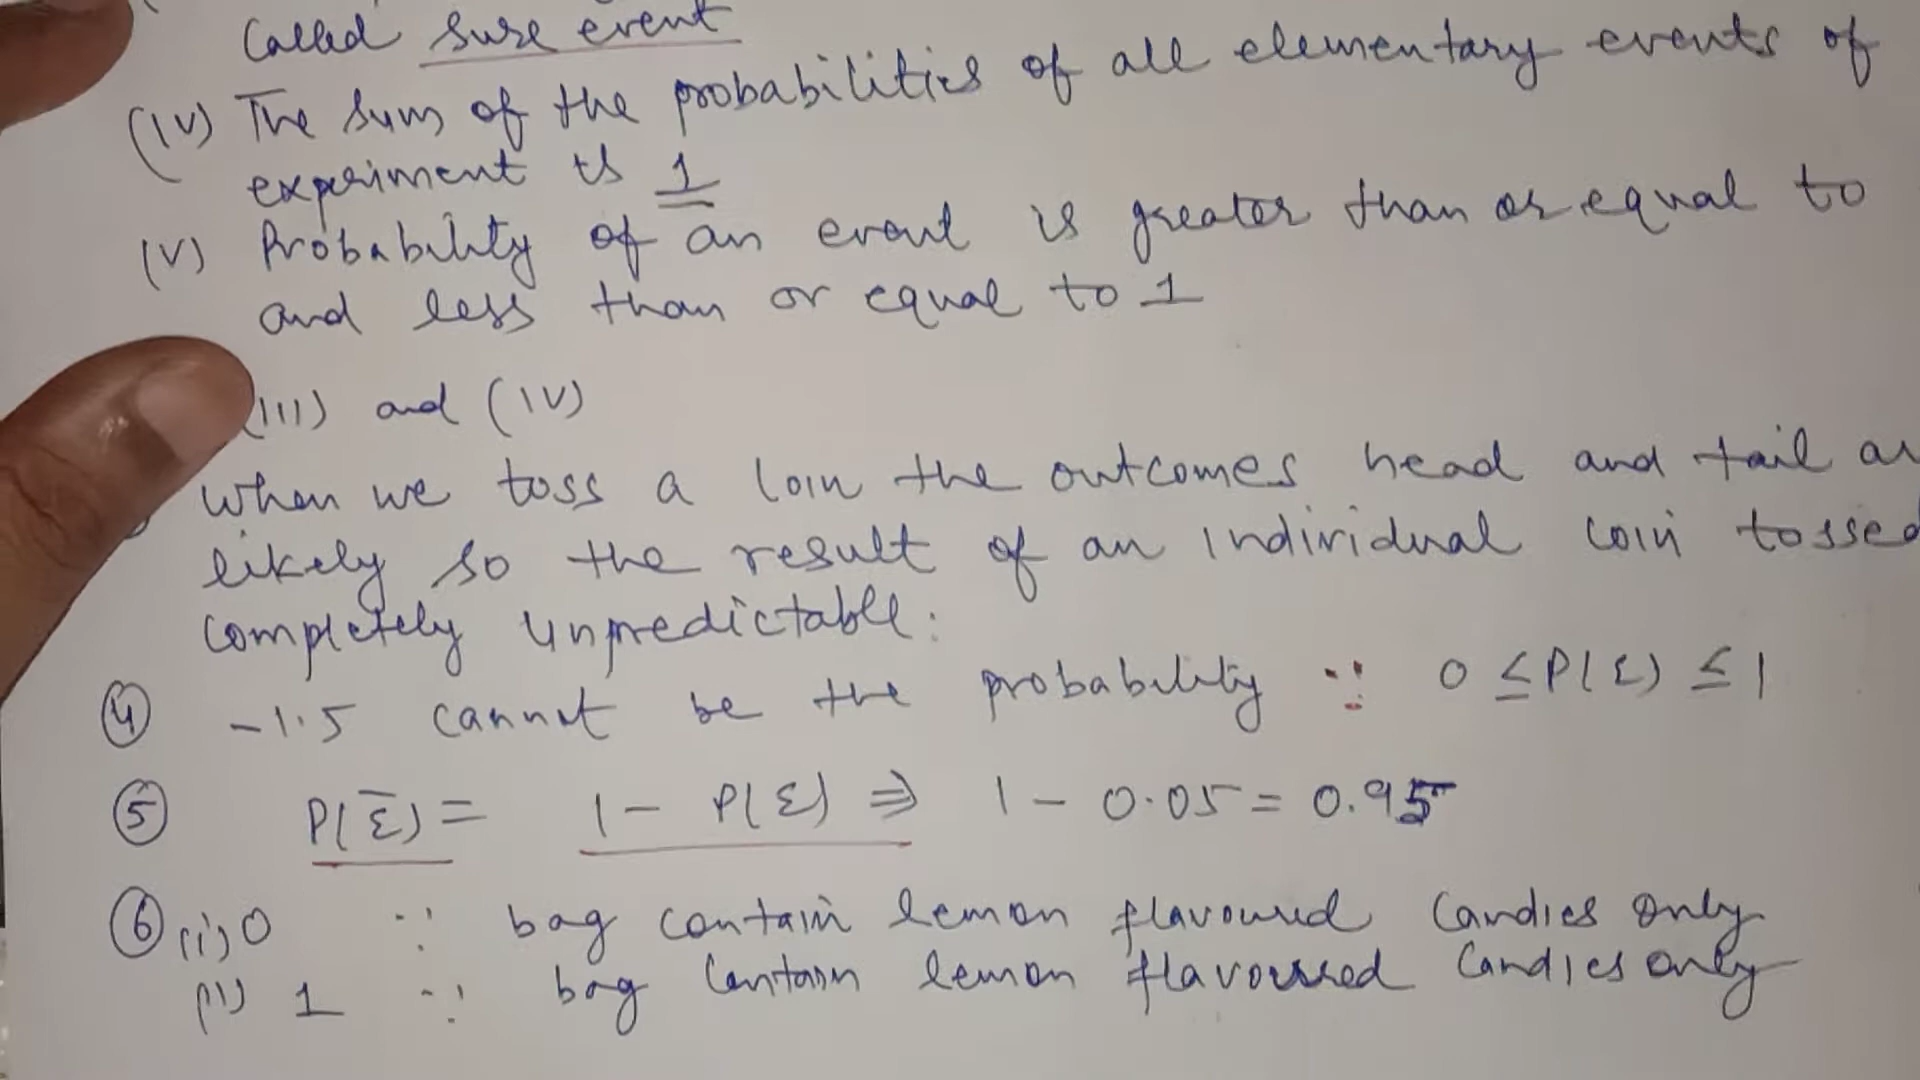 Called sure event
(iv) The sum of the probabilities of all elementary events of
experiment is 1
(v) Probability of an event is greater than or equal to
and less than or equal to 1
(iii) and (iv)
when we toss a coin the outcomes head and tail
likely so the result of an individual coin tossed
completely unpredictable.
(4) -1.5 cannot be the probability ∵ 0 ≤ P(E) ≤ 1
(5) P(Ē) = 1 - P(E) ⇒ 1 - 0.05 = 0.95
(6) (i) 0 ∵ bag contain lemon flavoured Candies Only
(ii) 1 ∵ bag Contain lemon flavoured Candies only